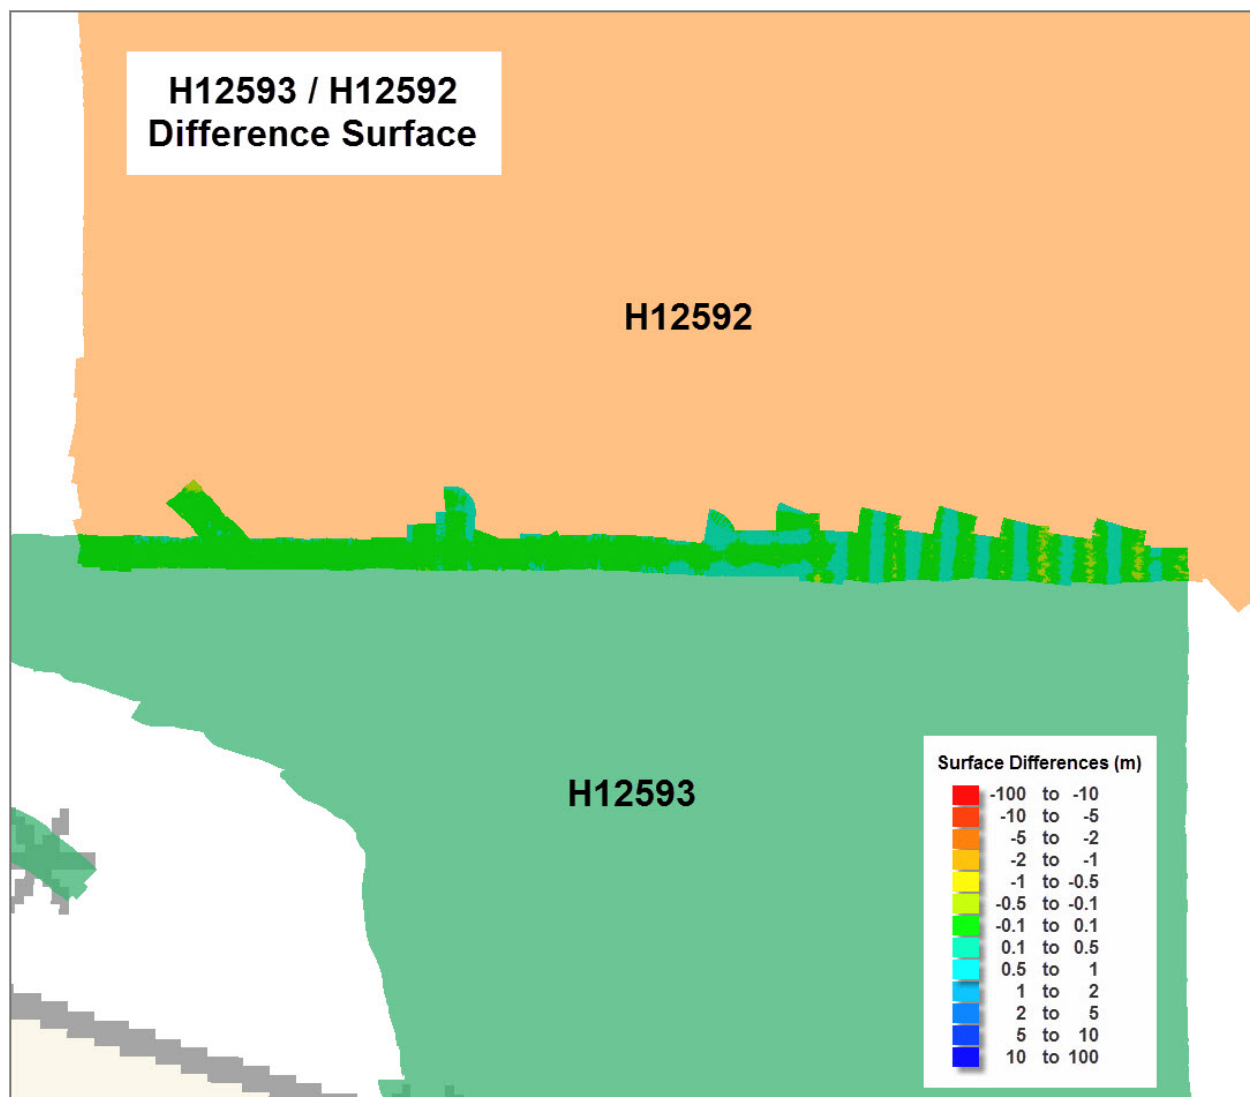 H12593 / H12592
Difference Surface
H12592
H12593
Surface Differences (m)
-100 to -10
-10 to -5
-5 to -2
-2 to -1
-1 to -0.5
-0.5 to -0.1
-0.1 to 0.1
0.1 to 0.5
0.5 to 1
1 to 2
2 to 5
5 to 10
10 to 100